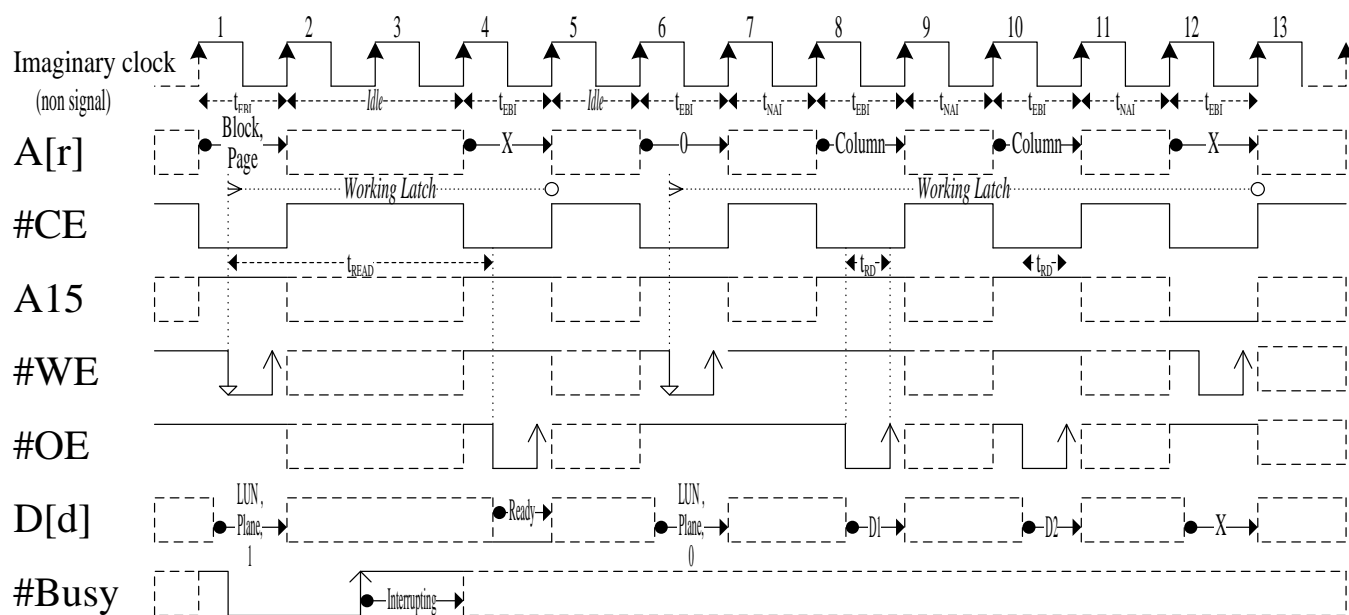 1 2 3 4 5 6 7 8 9 10 11 12 13
Imaginary clock
(non signal)
tEBI Idle tEBI Idle tEBI tNAI tEBI tNAI tEBI tNAI tEBI
A[r]
Block,
Page
X 0 Column Column X
Working Latch Working Latch
#CE
tREAD tRD tRD
A15
#WE
#OE
D[d]
LUN,
Plane,
1
Ready
LUN,
Plane,
0
D1 D2 X
#Busy
Interrupting